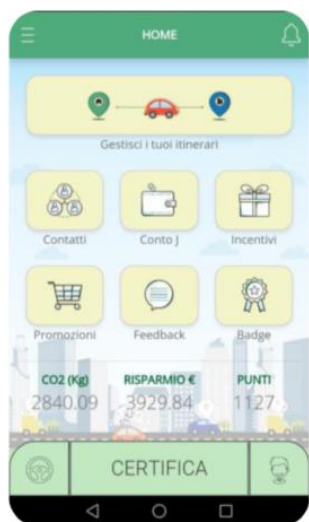 HOME
Gestisci i tuoi itinerari
Contatti Conto J Incentivi
Promozioni Feedback Badge
CO2 (Kg) RISPARMIO € PUNTI
2840.09 3929.84 1127
CERTIFICA